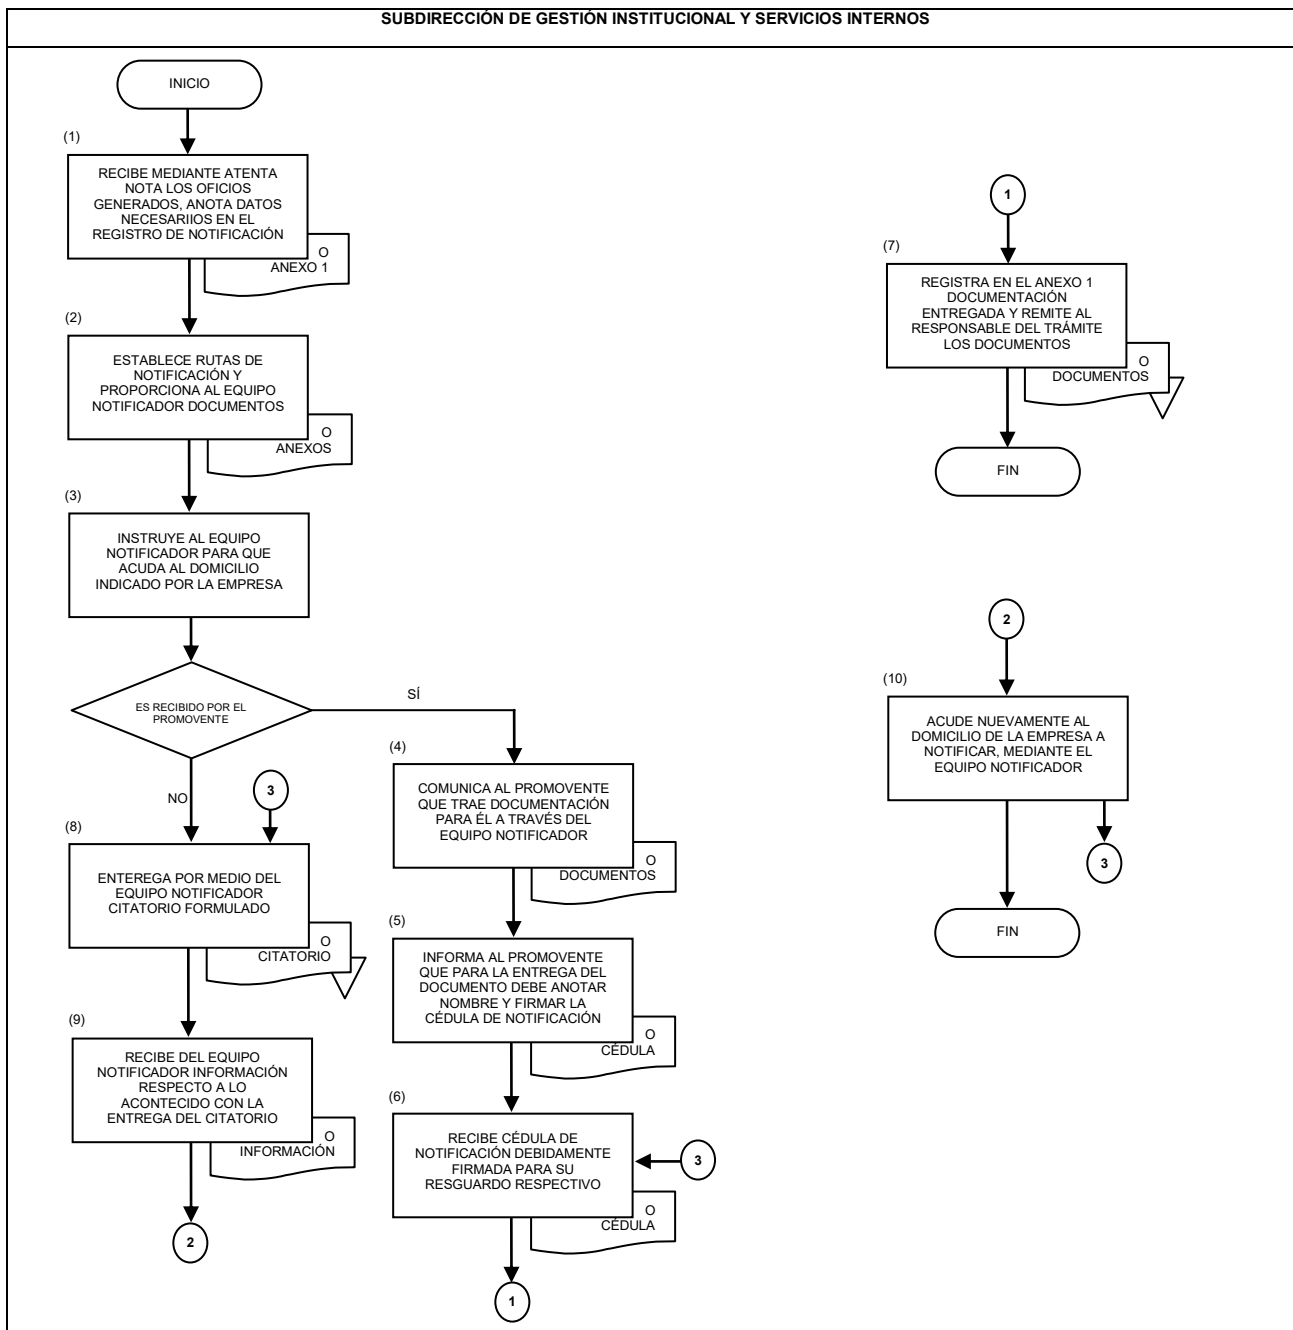 SUBDIRECCIÓN DE GESTIÓN INSTITUCIONAL Y SERVICIOS INTERNOS
INICIO
(1)
RECIBE MEDIANTE ATENTA
NOTA LOS OFICIOS
GENERADOS, ANOTA DATOS
NECESARIIOS EN EL
REGISTRO DE NOTIFICACIÓN
O
ANEXO 1
(2)
ESTABLECE RUTAS DE
NOTIFICACIÓN Y
PROPORCIONA AL EQUIPO
NOTIFICADOR DOCUMENTOS
O
ANEXOS
(3)
INSTRUYE AL EQUIPO
NOTIFICADOR PARA QUE
ACUDA AL DOMICILIO
INDICADO POR LA EMPRESA
ES RECIBIDO POR EL
PROMOVENTE
SÍ
NO
3
(8)
ENTEREGA POR MEDIO DEL
EQUIPO NOTIFICADOR
CITATORIO FORMULADO
O
CITATORIO
(9)
RECIBE DEL EQUIPO
NOTIFICADOR INFORMACIÓN
RESPECTO A LO
ACONTECIDO CON LA
ENTREGA DEL CITATORIO
O
INFORMACIÓN
2
(4)
COMUNICA AL PROMOVENTE
QUE TRAE DOCUMENTACIÓN
PARA ÉL A TRAVÉS DEL
EQUIPO NOTIFICADOR
O
DOCUMENTOS
(5)
INFORMA AL PROMOVENTE
QUE PARA LA ENTREGA DEL
DOCUMENTO DEBE ANOTAR
NOMBRE Y FIRMAR LA
CÉDULA DE NOTIFICACIÓN
O
CÉDULA
(6)
RECIBE CÉDULA DE
NOTIFICACIÓN DEBIDAMENTE
FIRMADA PARA SU
RESGUARDO RESPECTIVO
3
O
CÉDULA
1
1
(7)
REGISTRA EN EL ANEXO 1
DOCUMENTACIÓN
ENTREGADA Y REMITE AL
RESPONSABLE DEL TRÁMITE
LOS DOCUMENTOS
O
DOCUMENTOS
FIN
2
(10)
ACUDE NUEVAMENTE AL
DOMICILIO DE LA EMPRESA A
NOTIFICAR, MEDIANTE EL
EQUIPO NOTIFICADOR
3
FIN